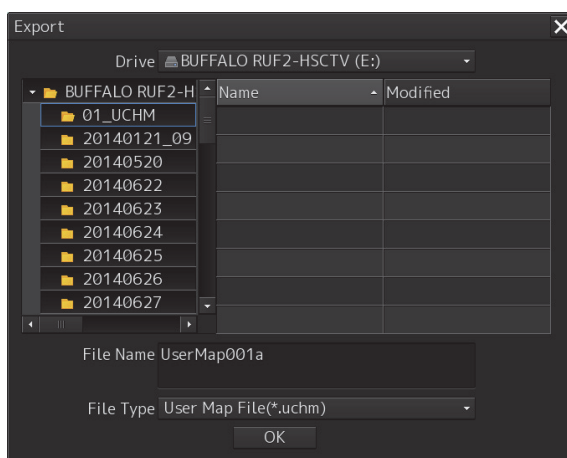 Export
Drive BUFFALO RUF2-HSCTV (E:)
BUFFALO RUF2-H
Name Modified
01_UCHM
20140121_09
20140520
20140622
20140623
20140624
20140625
20140626
20140627
File Name UserMap001a
File Type User Map File(*.uchm)
OK